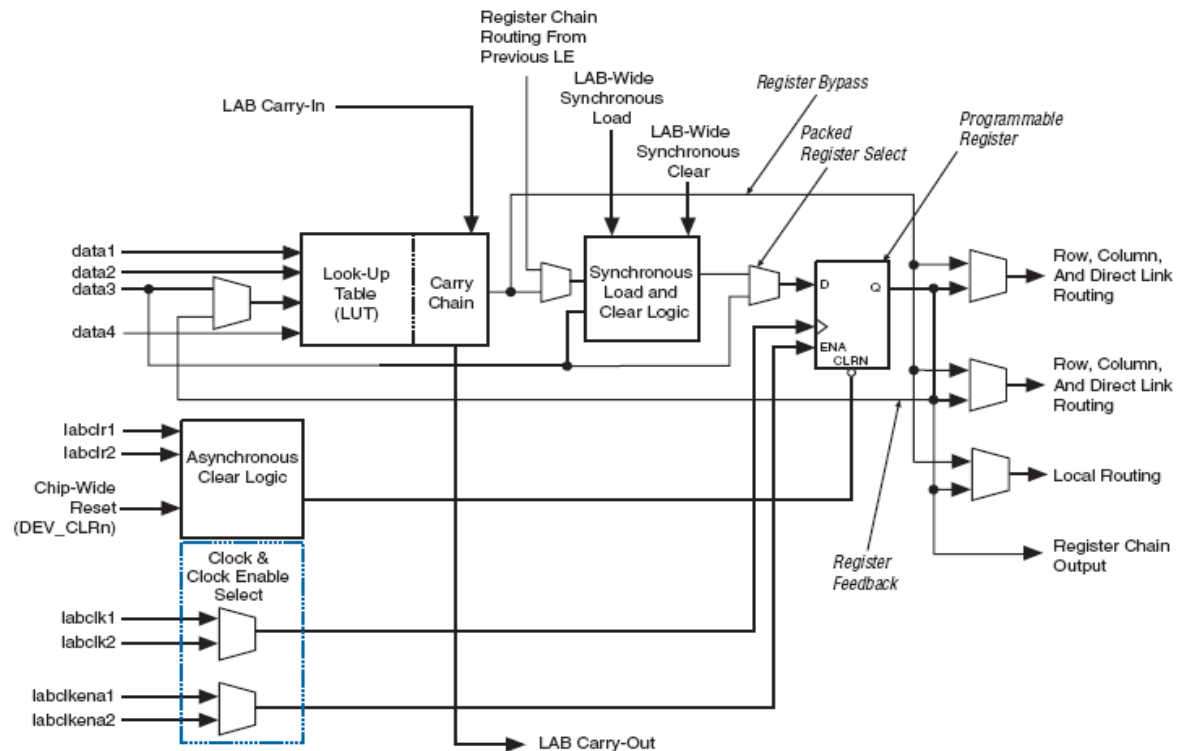 Register Chain
Routing From
Previous LE
LAB-Wide
Synchronous
Load
Register Bypass
Programmable
Register
LAB Carry-In
Packed
Register Select
LAB-Wide
Synchronous
Clear
data1
data2
data3
data4
Look-Up
Table
(LUT)
Carry
Chain
Synchronous
Load and
Clear Logic
D
Q
ENA
CLRN
Row, Column,
And Direct Link
Routing
Row, Column,
And Direct Link
Routing
Local Routing
Register Chain
Output
Register
Feedback
labclr1
labclr2
Chip-Wide
Reset
(DEV_CLRn)
Asynchronous
Clear Logic
Clock &
Clock Enable
Select
labclk1
labclk2
labclkena1
labclkena2
LAB Carry-Out